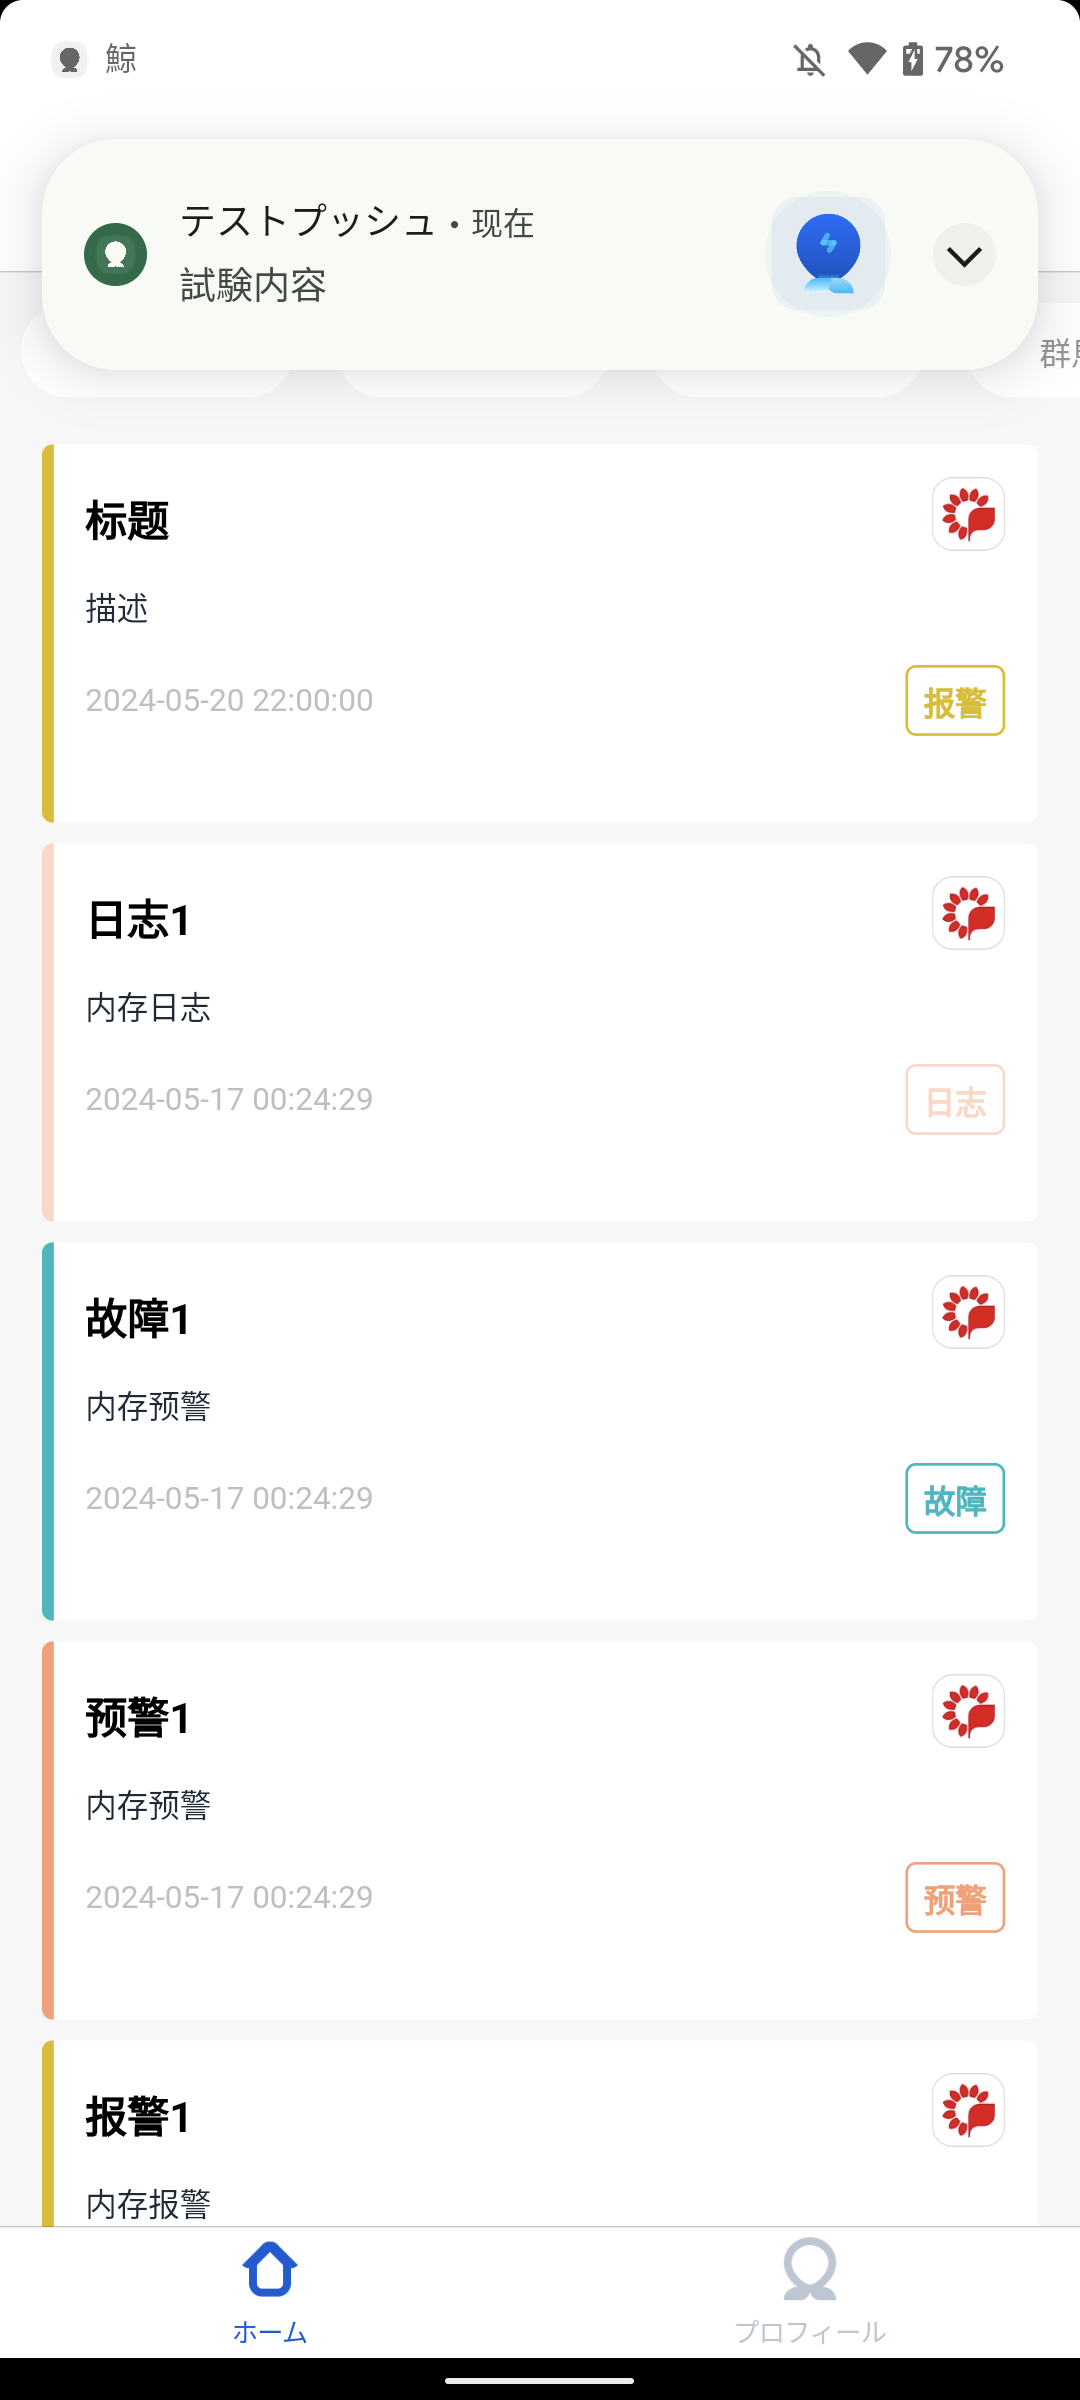 鯨 78%
テストプッシュ・现在
試験内容
标题
描述
2024-05-20 22:00:00
报警
日志1
内存日志
2024-05-17 00:24:29
日志
故障1
内存预警
2024-05-17 00:24:29
故障
预警1
内存预警
2024-05-17 00:24:29
预警
报警1
内存报警
ホーム プロフィール